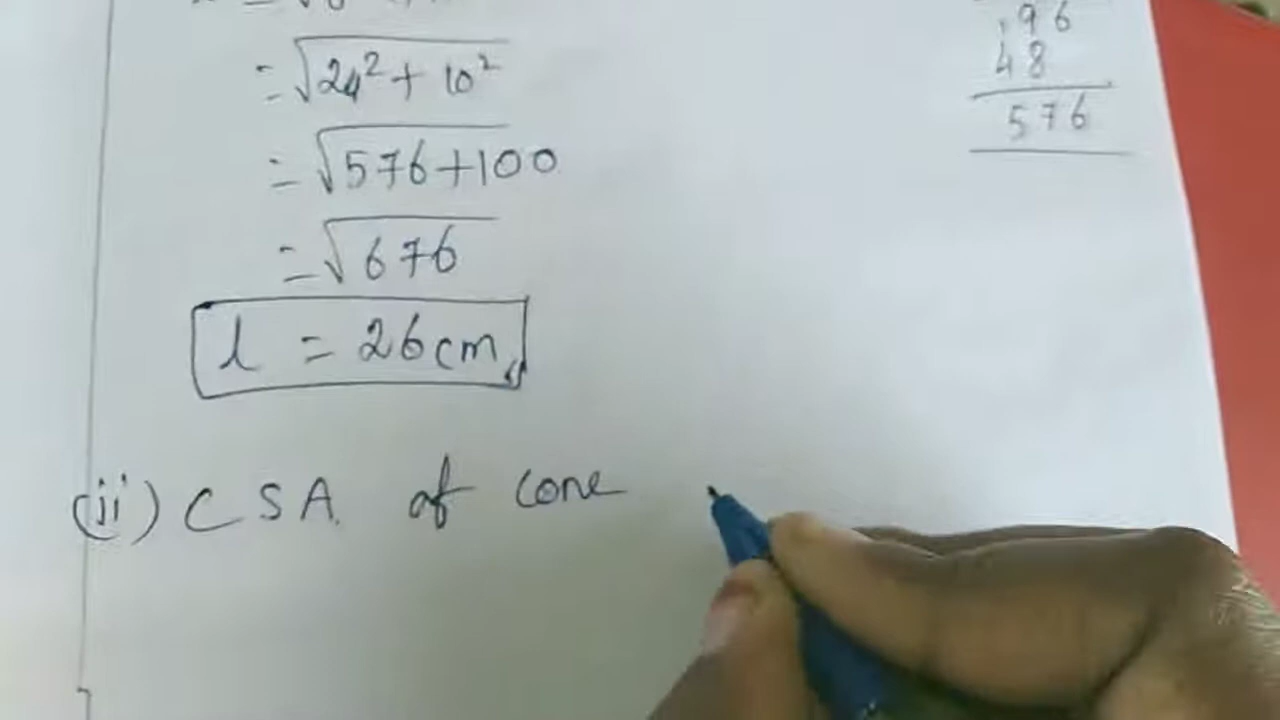 = √24² + 10²
= √576+100
= √676
l = 26cm
(ii) CSA of cone
96
48
576